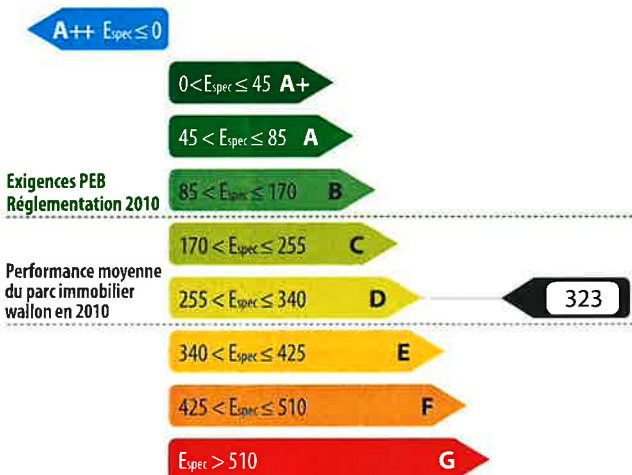 A++ Espec ≤ 0
0 < Espec ≤ 45 A+
45 < Espec ≤ 85 A
Exigences PEB
Réglementation 2010
85 < Espec ≤ 170 B
170 < Espec ≤ 255 C
Performance moyenne
du parc immobilier
wallon en 2010
255 < Espec ≤ 340 D
323
340 < Espec ≤ 425 E
425 < Espec ≤ 510 F
Espec > 510 G